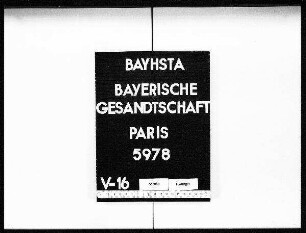 BAYHSTA
BAYERISCHE
GESANDTSCHAFT
PARIS
5978
V-16